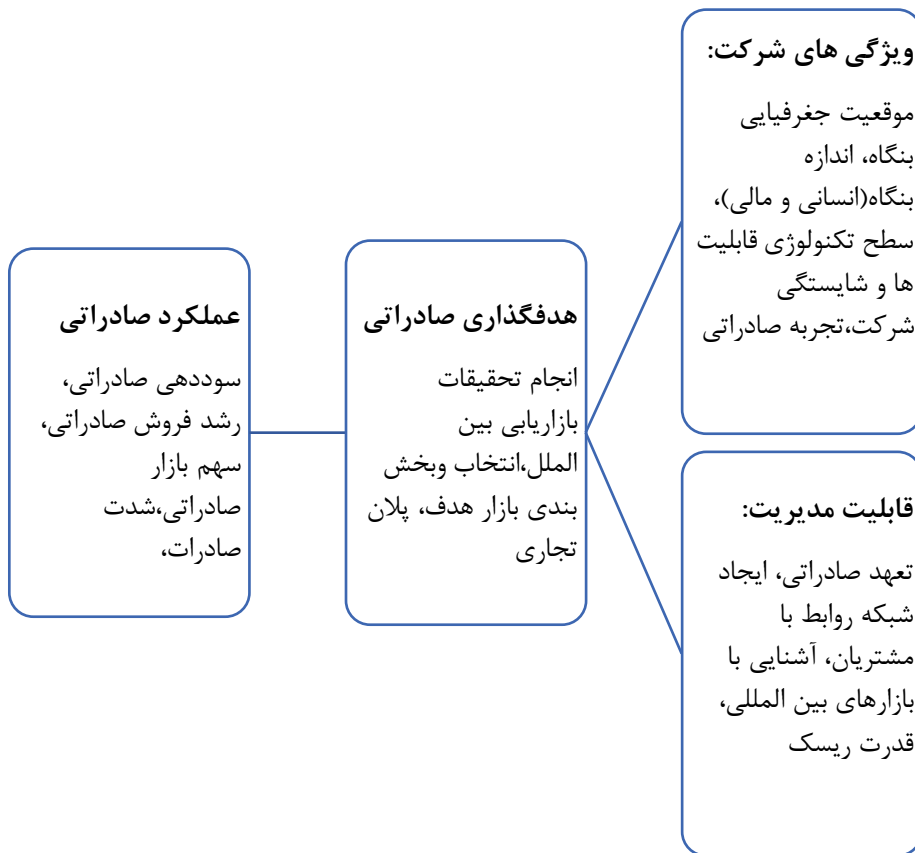 ویژگی های شرکت:
موقعیت جغرفیایی
بنگاه، اندازه
بنگاه(انسانی و مالی)،
سطح تکنولوژی قابلیت
ها و شایستگی
شرکت،تجربه صادراتی
قابلیت مدیریت:
تعهد صادراتی، ایجاد
شبکه روابط با
مشتریان، آشنایی با
بازارهای بین المللی،
قدرت ریسک
هدفگذاری صادراتی
انجام تحقیقات
بازاریابی بین
الملل،انتخاب وبخش
بندی بازار هدف، پلان
تجاری
عملکرد صادراتی
سوددهی صادراتی،
رشد فروش صادراتی،
سهم بازار
صادراتی،شدت
صادرات،